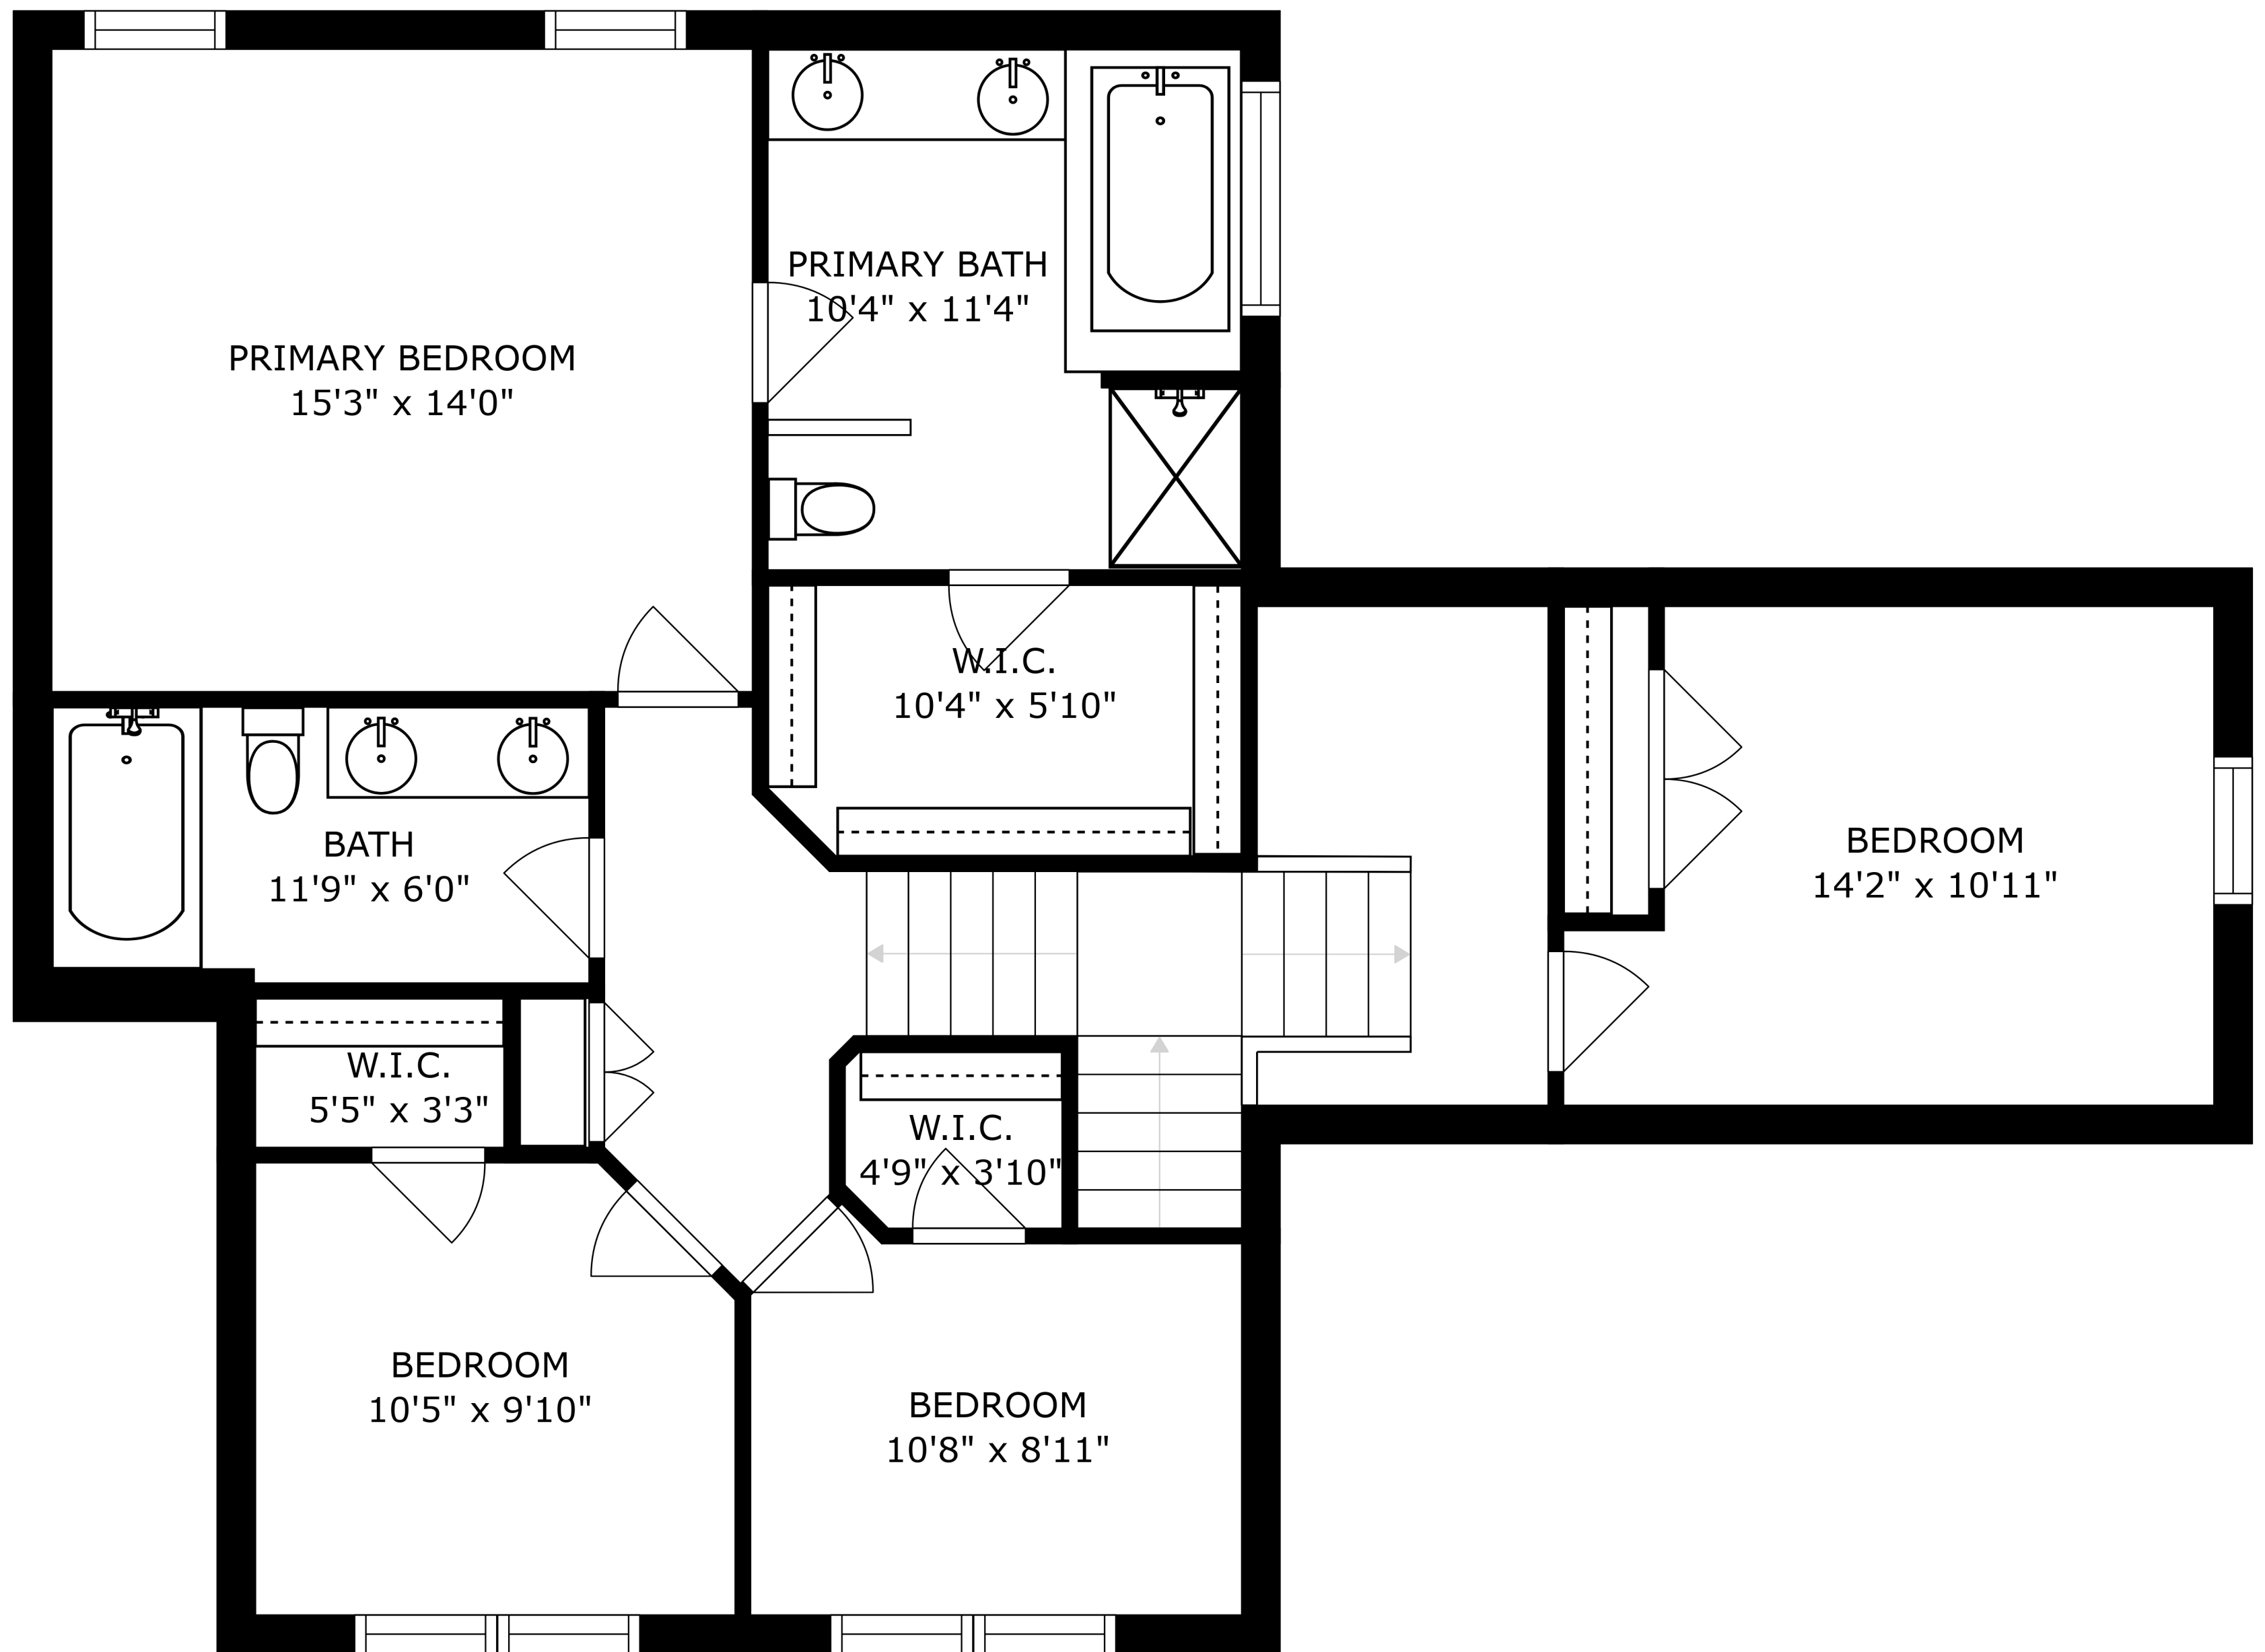 PRIMARY BATH
10'4" x 11'4"
PRIMARY BEDROOM
15'3" x 14'0"
W.I.C.
10'4" x 5'10"
BATH
11'9" x 6'0"
BEDROOM
14'2" x 10'11"
W.I.C.
5'5" x 3'3"
W.I.C.
4'9" x 3'10"
BEDROOM
10'5" x 9'10"
BEDROOM
10'8" x 8'11"